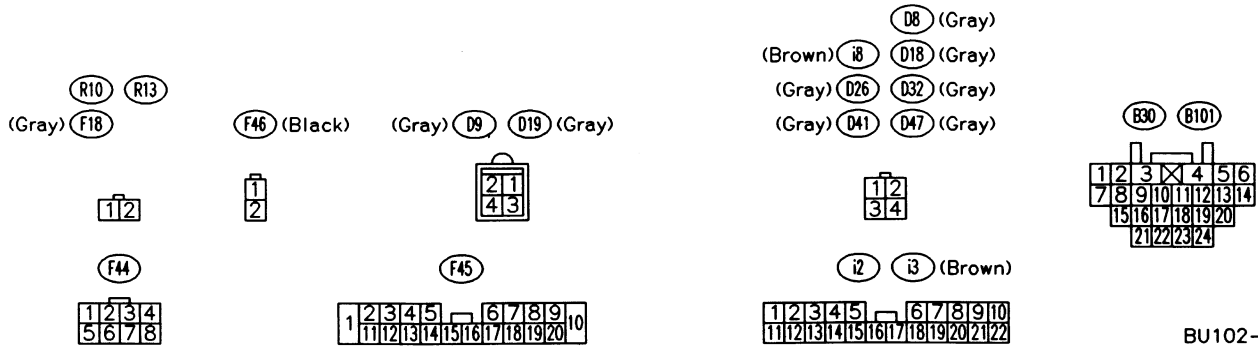 D8 (Gray)
(Brown) i8 D18 (Gray)
R10 R13
(Gray) D26 D32 (Gray)
(Gray) F18
F46 (Black)
(Gray) D9 D19 (Gray)
(Gray) D41 D47 (Gray)
B30 B101
1 2
1
2
2 1
4 3
1 2
3 4
1 2 3 4 5 6
7 8 9 10 11 12 13 14
15 16 17 18 19 20
21 22 23 24
F44
F45
i2 i3 (Brown)
1 2 3 4
5 6 7 8
1 2 3 4 5 6 7 8 9 10
11 12 13 14 15 16 17 18 19 20
1 2 3 4 5 6 7 8 9 10
11 12 13 14 15 16 17 18 19 20 21 22
BU102-